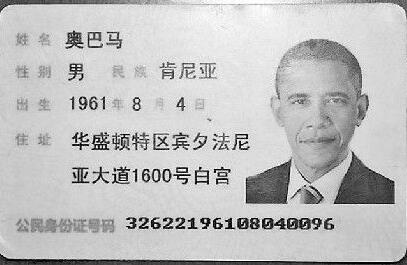 姓名 奥巴马
性别 男 民族 肯尼亚
出生 1961年8月4日
住址 华盛顿特区宾夕法尼
亚大道1600号白宫
公民身份证号码 32622196108040096